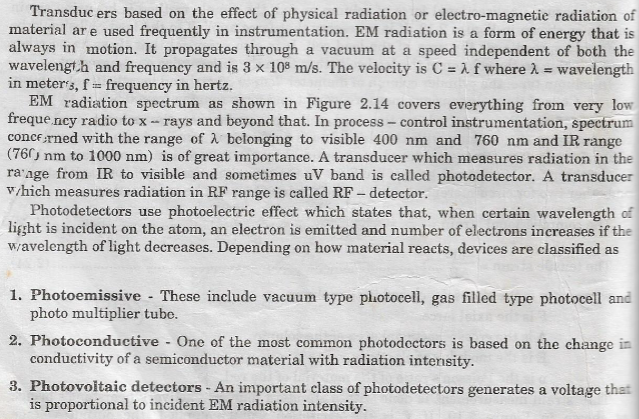 Transduc ers based on the effect of physical radiation or electro-magnetic radiation of
material ar e used frequently in instrumentation. EM radiation is a form of energy that is
always in motion. It propagates through a vacuum at a speed independent of both the
wavelength and frequency and is 3 × 10⁸ m/s. The velocity is C = λ f where λ = wavelength
in meters, f = frequency in hertz.
EM radiation spectrum as shown in Figure 2.14 covers everything from very low
freque.ncy radio to x – rays and beyond that. In process – control instrumentation, spectrum
concerned with the range of λ belonging to visible 400 nm and 760 nm and IR range
(760 nm to 1000 nm) is of great importance. A transducer which measures radiation in the
range from IR to visible and sometimes uV band is called photodetector. A transducer
which measures radiation in RF range is called RF – detector.
Photodetectors use photoelectric effect which states that, when certain wavelength of
light is incident on the atom, an electron is emitted and number of electrons increases if the
wavelength of light decreases. Depending on how material reacts, devices are classified as
1. Photoemissive - These include vacuum type photocell, gas filled type photocell and
photo multiplier tube.
2. Photoconductive - One of the most common photodectors is based on the change in
conductivity of a semiconductor material with radiation intensity.
3. Photovoltaic detectors - An important class of photodetectors generates a voltage that
is proportional to incident EM radiation intensity.